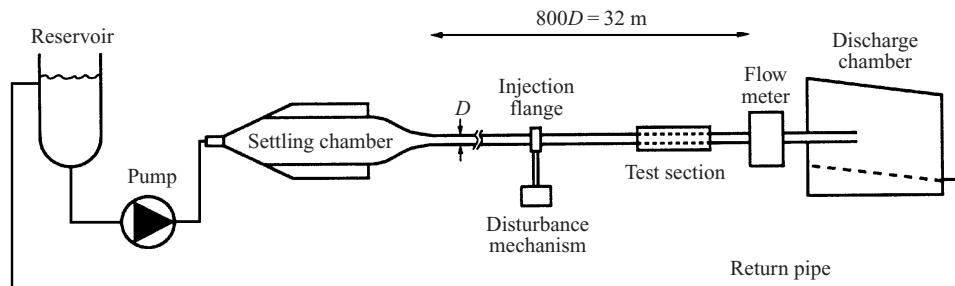 800D = 32 m
Reservoir
Discharge
chamber
Flow
meter
Injection
flange
D
Settling chamber
Test section
Pump
Disturbance
mechanism
Return pipe